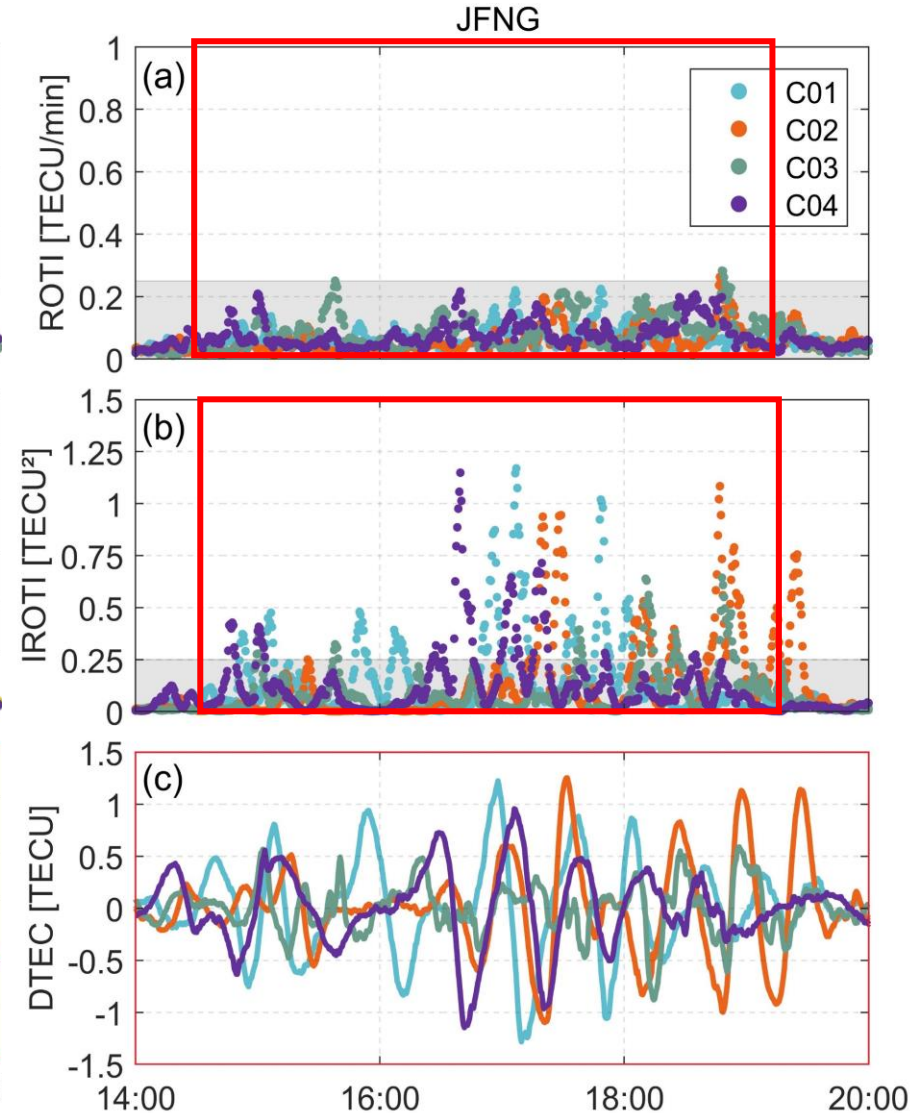 JFNG
(a)
ROTI [TECU/min]
1
0.8
0.6
0.4
0.2
0
C01
C02
C03
C04
(b)
IROTI [TECU²]
1.5
1.25
1
0.75
0.5
0.25
0
(c)
DTEC [TECU]
1.5
1
0.5
0
-0.5
-1
-1.5
14:00 16:00 18:00 20:00